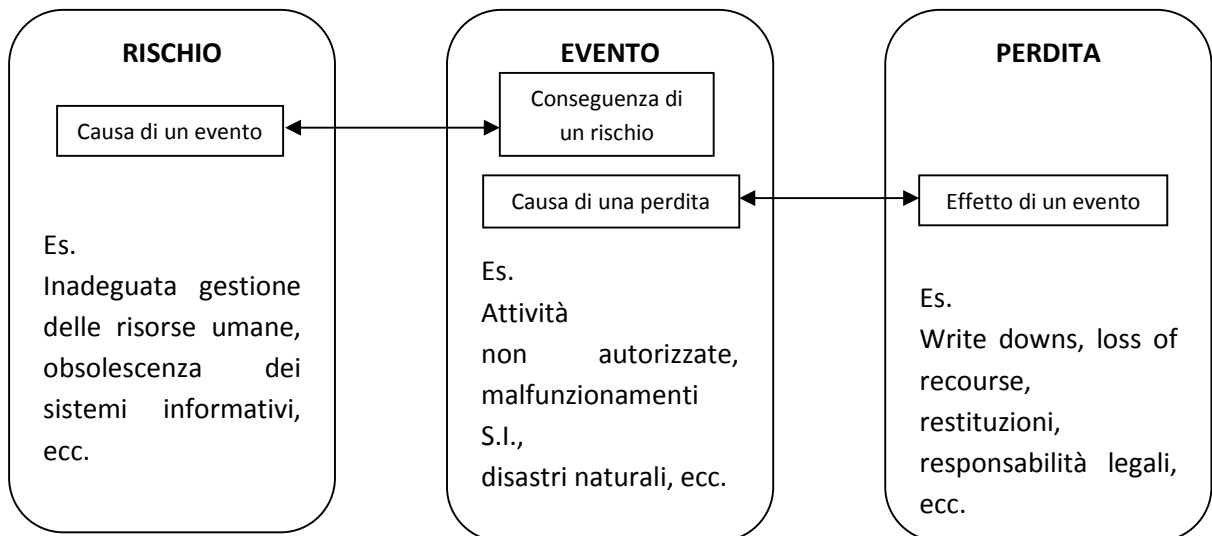 RISCHIO
Causa di un evento
Es.
Inadeguata gestione
delle risorse umane,
obsolescenza dei
sistemi informativi,
ecc.
EVENTO
Conseguenza di
un rischio
Causa di una perdita
Es.
Attività
non autorizzate,
malfunzionamenti
S.I.,
disastri naturali, ecc.
PERDITA
Effetto di un evento
Es.
Write downs, loss of
recourse,
restituzioni,
responsabilità legali,
ecc.